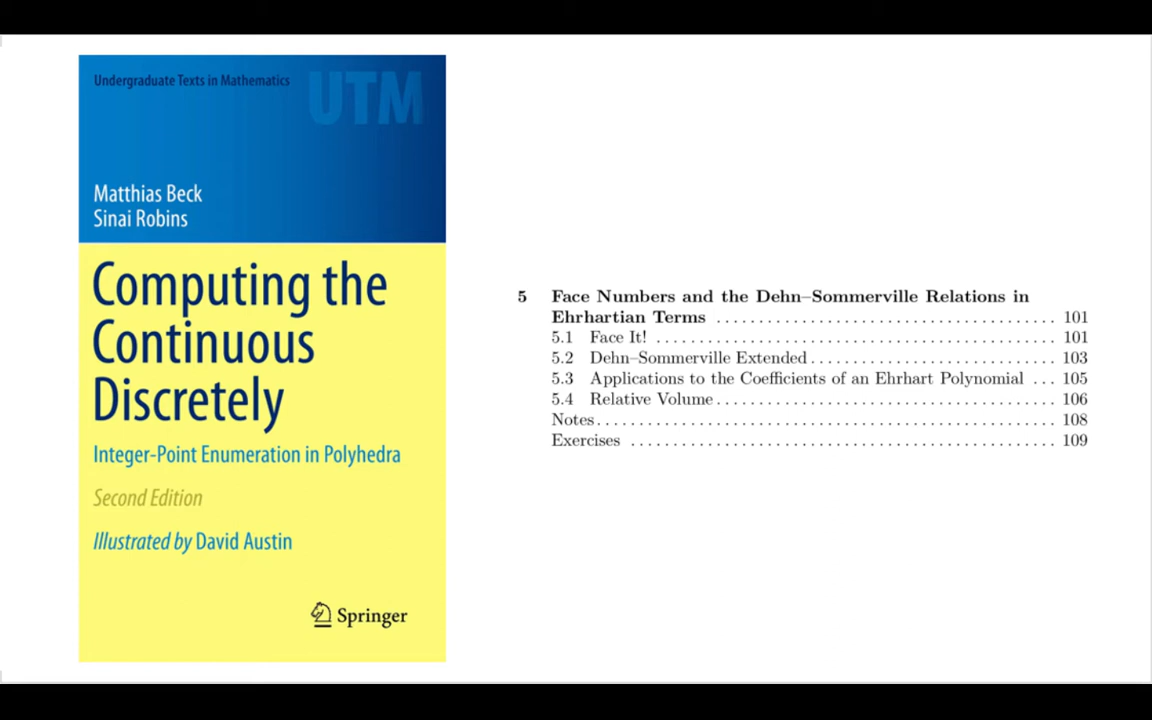 Undergraduate Texts in Mathematics
UTM
Matthias Beck
Sinai Robins
Computing the
Continuous
Discretely
Integer-Point Enumeration in Polyhedra
Second Edition
Illustrated by David Austin
Springer
5 Face Numbers and the Dehn–Sommerville Relations in
Ehrhartian Terms ........................................ 101
5.1 Face It! ........................................ 101
5.2 Dehn–Sommerville Extended ........................ 103
5.3 Applications to the Coefficients of an Ehrhart Polynomial ... 105
5.4 Relative Volume ........................................ 106
Notes ........................................ 108
Exercises ........................................ 109